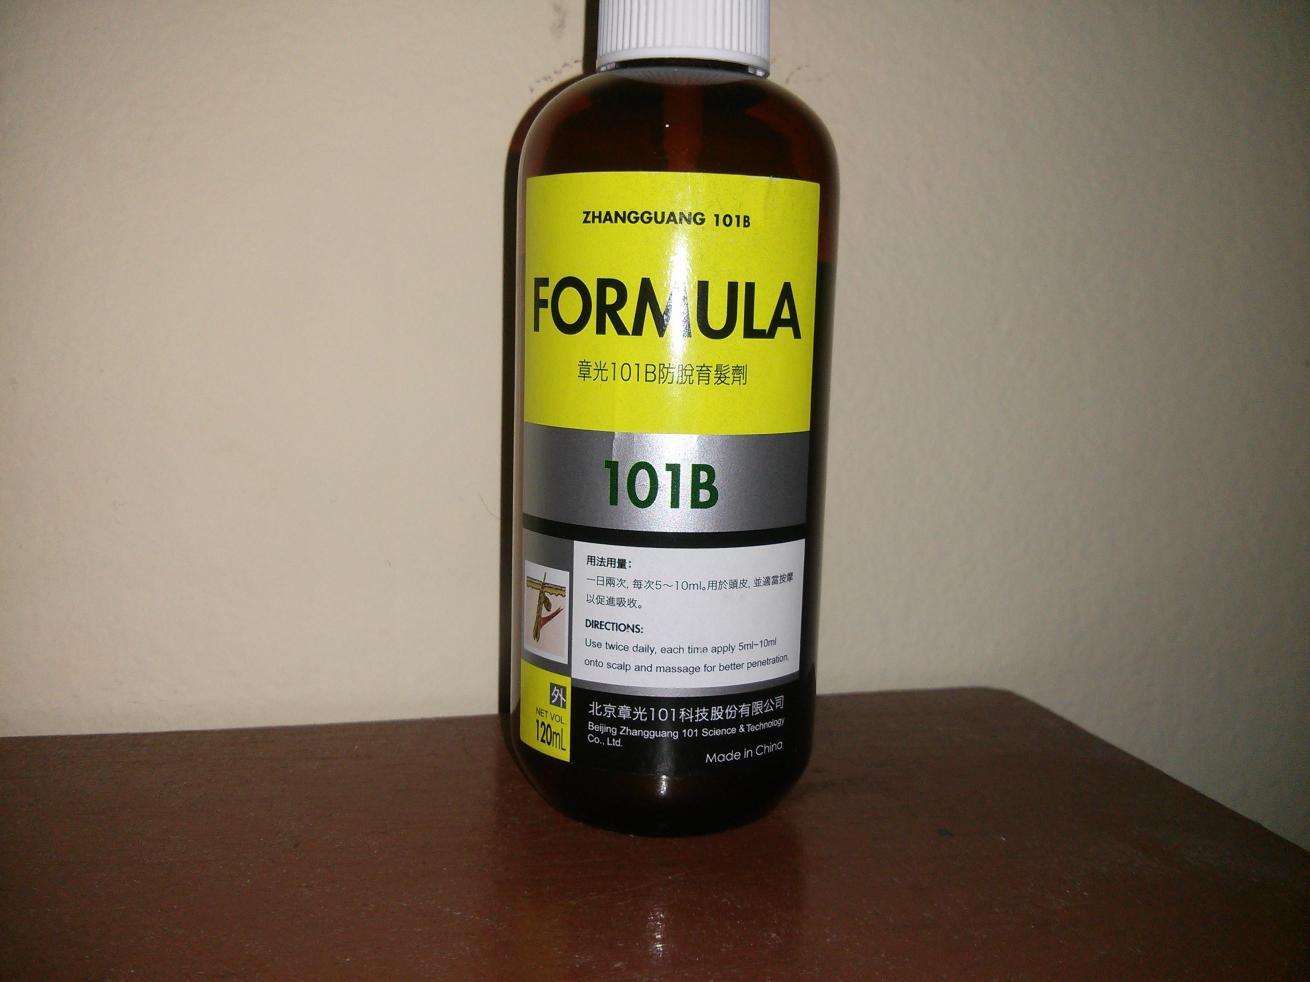 ZHANGGUANG 101B
FORMULA
章光101B防脫育髮劑
101B
用法用量：
一日兩次, 每次5～10ml。用於頭皮, 並適當按摩
以促進吸收。
DIRECTIONS:
Use twice daily, each time apply 5ml-10ml
onto scalp and massage for better penetration.
外
NET VOL.
120mL
北京章光101科技股份有限公司
Beijing Zhangguang 101 Science & Technology
Co., Ltd.
Made in China